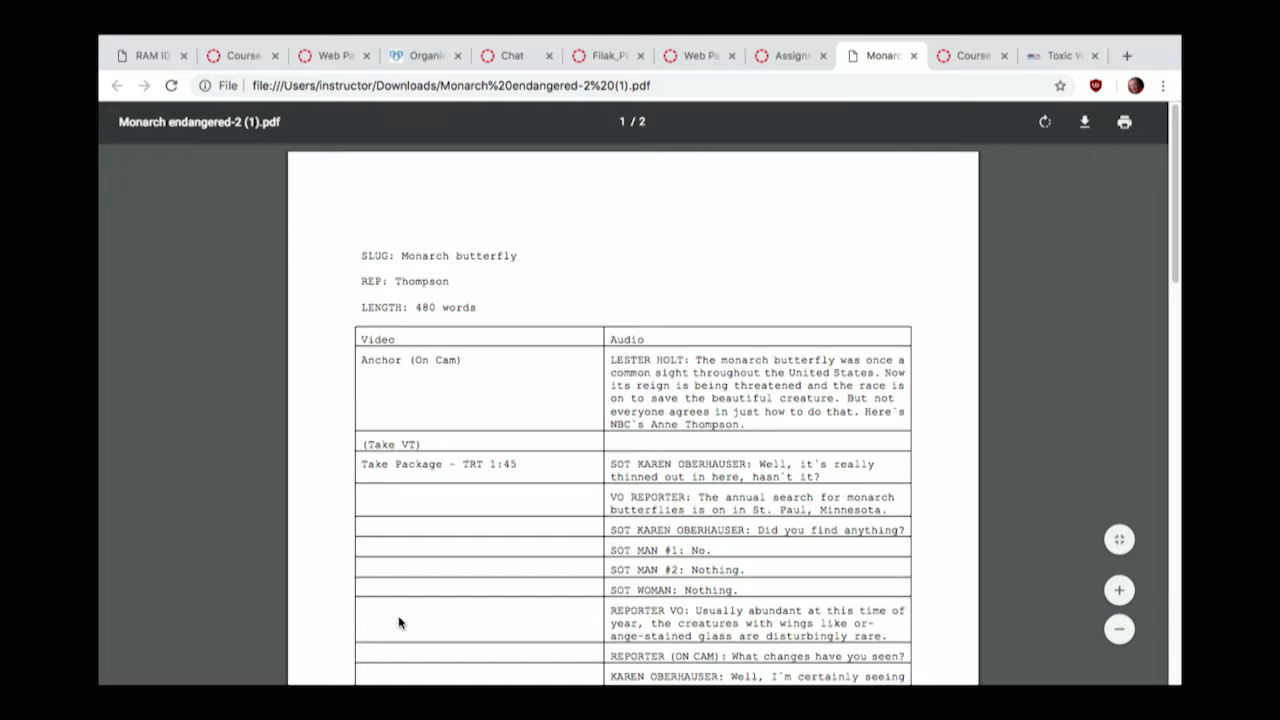 RAM ID
Course
Web Pa
Organic
Chat
Filak_P
Web Pa
Assignr
Monarc
Course
Toxic
File file:///Users/instructor/Downloads/Monarch%20endangered-2%20(1).pdf
Monarch endangered-2 (1).pdf
1 / 2
SLUG: Monarch butterfly
REP: Thompson
LENGTH: 480 words
Video
Audio
Anchor (On Cam)
LESTER HOLT: The monarch butterfly was once a
common sight throughout the United States. Now
its reign is being threatened and the race is
on to save the beautiful creature. But not
everyone agrees in just how to do that. Here`s
NBC`s Anne Thompson.
(Take VT)
Take Package - TRT 1:45
SOT KAREN OBERHAUSER: Well, it`s really
thinned out in here, hasn`t it?
VO REPORTER: The annual search for monarch
butterflies is on in St. Paul, Minnesota.
SOT KAREN OBERHAUSER: Did you find anything?
SOT MAN #1: No.
SOT MAN #2: Nothing.
SOT WOMAN: Nothing.
REPORTER VO: Usually abundant at this time of
year, the creatures with wings like or-
ange-stained glass are disturbingly rare.
REPORTER (ON CAM): What changes have you seen?
KAREN OBERHAUSER: Well, I`m certainly seeing